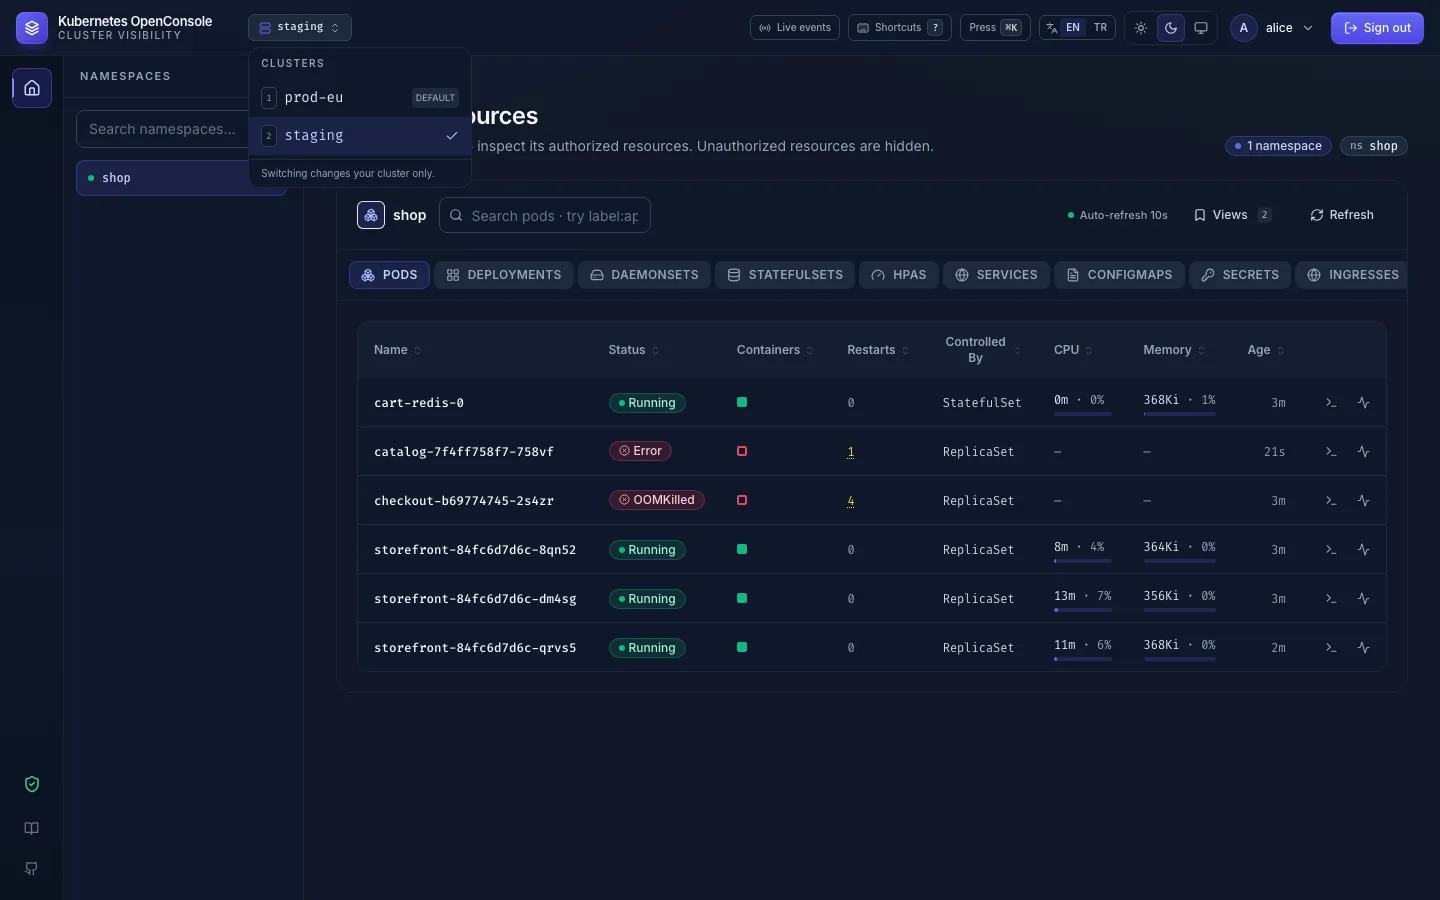 Kubernetes OpenConsole
CLUSTER VISIBILITY
staging
Live events
Shortcuts ?
Press ⌘K
EN TR
A alice
Sign out
NAMESPACES
Search namespaces...
shop
CLUSTERS
1 prod-eu DEFAULT
2 staging
Switching changes your cluster only.
ources
inspect its authorized resources. Unauthorized resources are hidden.
1 namespace
ns shop
shop
Search pods · try label:ap
Auto-refresh 10s
Views 2
Refresh
PODS DEPLOYMENTS DAEMONSETS STATEFULSETS HPAS SERVICES CONFIGMAPS SECRETS INGRESSES
Name Status Containers Restarts Controlled By CPU Memory Age
cart-redis-0 Running 0 StatefulSet 0m · 0% 368Ki · 1% 3m
catalog-7f4ff758f7-758vf Error 1 ReplicaSet — — 21s
checkout-b69774745-2s4zr OOMKilled 4 ReplicaSet — — 3m
storefront-84fc6d7d6c-8qn52 Running 0 ReplicaSet 8m · 4% 364Ki · 0% 3m
storefront-84fc6d7d6c-dm4sg Running 0 ReplicaSet 13m · 7% 356Ki · 0% 3m
storefront-84fc6d7d6c-qrvs5 Running 0 ReplicaSet 11m · 6% 368Ki · 0% 2m